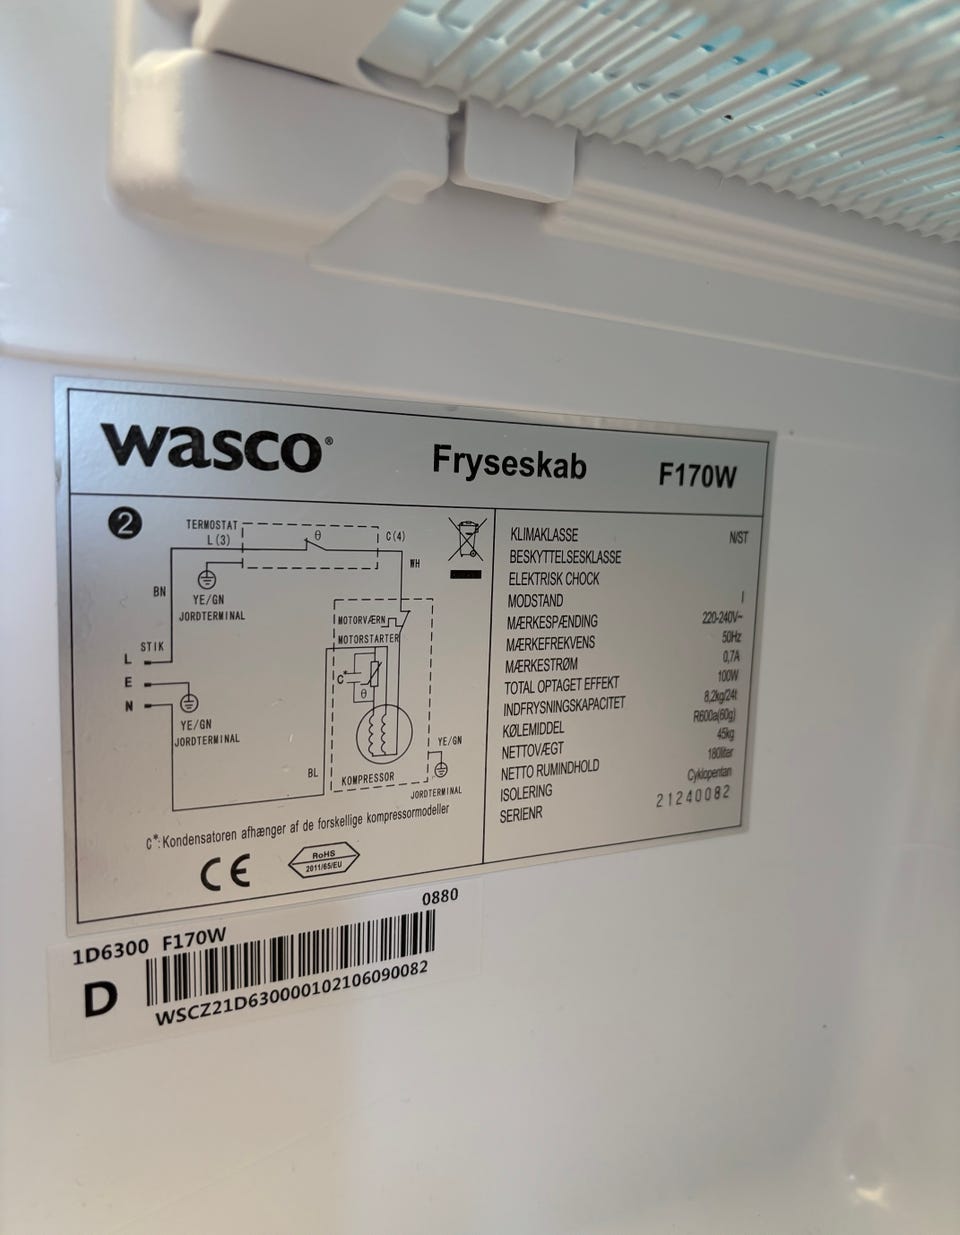 wasco®
Fryseskab
F170W
2
TERMOSTAT
L(3)
θ
C(4)
WH
BN
YE/GN
JORDTERMINAL
MOTORVÆRN
MOTORSTARTER
STIK
L
E
N
C*
θ
YE/GN
JORDTERMINAL
YE/GN
BL
KOMPRESSOR
JORDTERMINAL
C*:Kondensatoren afhænger af de forskellige kompressormodeller
CE
RoHS
2011/65/EU
KLIMAKLASSE N/ST
BESKYTTELSESKLASSE
ELEKTRISK CHOCK
MODSTAND I
MÆRKESPÆNDING 220-240V~
MÆRKEFREKVENS 50Hz
MÆRKESTRØM 0,7A
TOTAL OPTAGET EFFEKT 100W
INDFRYSNINGSKAPACITET 8,2kg/24t
KØLEMIDDEL R600a(60g)
NETTOVÆGT 45kg
NETTO RUMINDHOLD 180liter
ISOLERING Cyklopentan
SERIENR 21240082
1D6300 F170W 0880
D
WSCZ21D630000102106090082